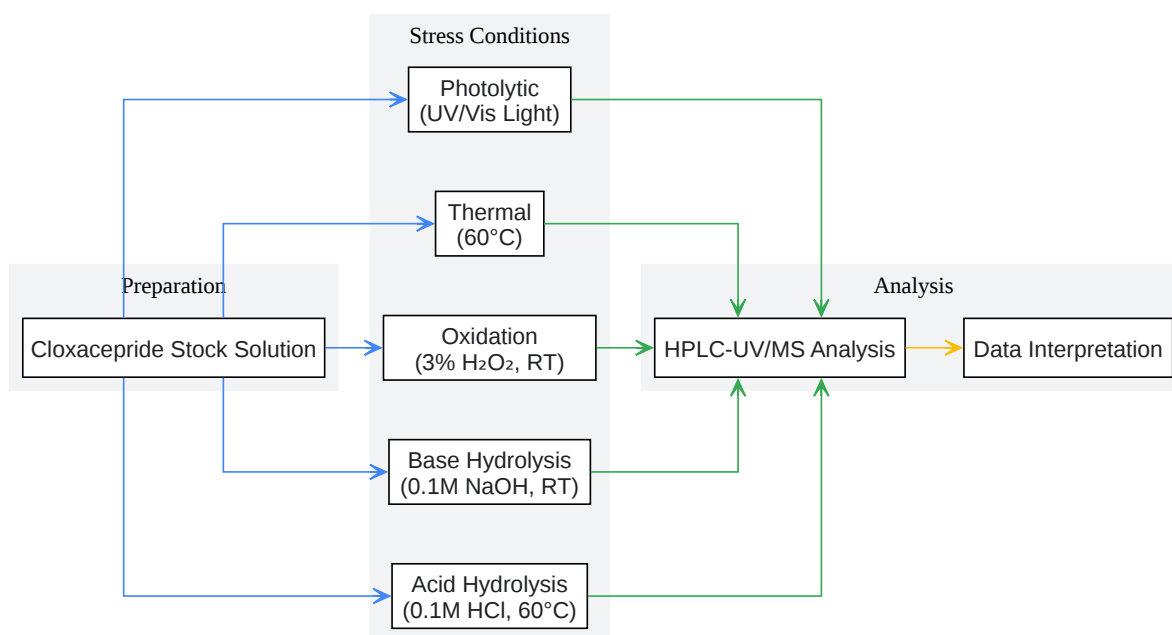 Stress Conditions
Photolytic
(UV/Vis Light)
Thermal
(60°C)
Preparation
Cloxacepride Stock Solution
Oxidation
(3% H₂O₂, RT)
Analysis
HPLC-UV/MS Analysis
Data Interpretation
Base Hydrolysis
(0.1M NaOH, RT)
Acid Hydrolysis
(0.1M HCl, 60°C)